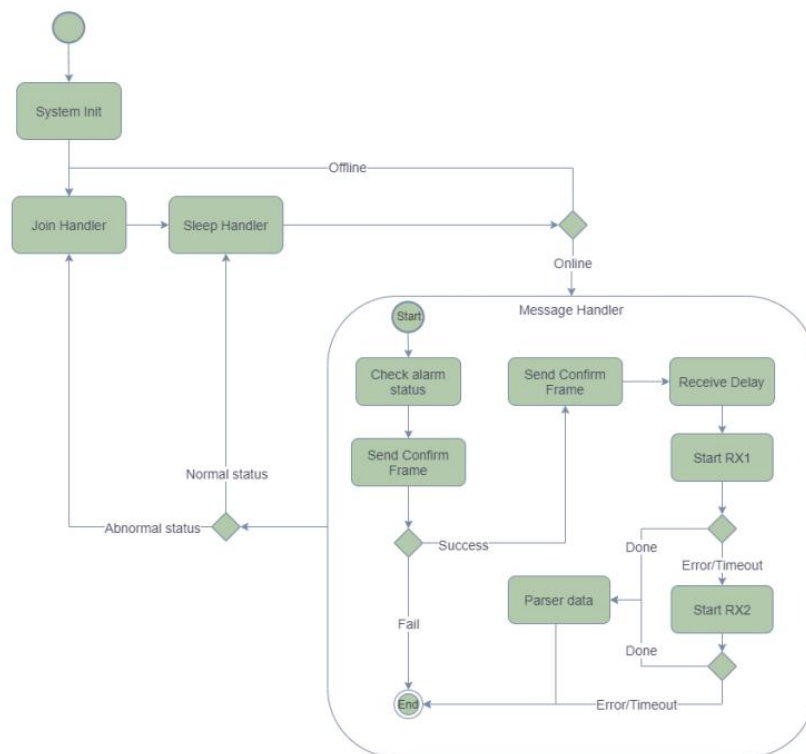 System Init
Offline
Join Handler
Sleep Handler
Online
Message Handler
Start
Check alarm
status
Send Confirm
Frame
Send Confirm
Frame
Receive Delay
Start RX1
Normal status
Abnormal status
Success
Done
Error/Timeout
Parser data
Start RX2
Fail
Done
End
Error/Timeout